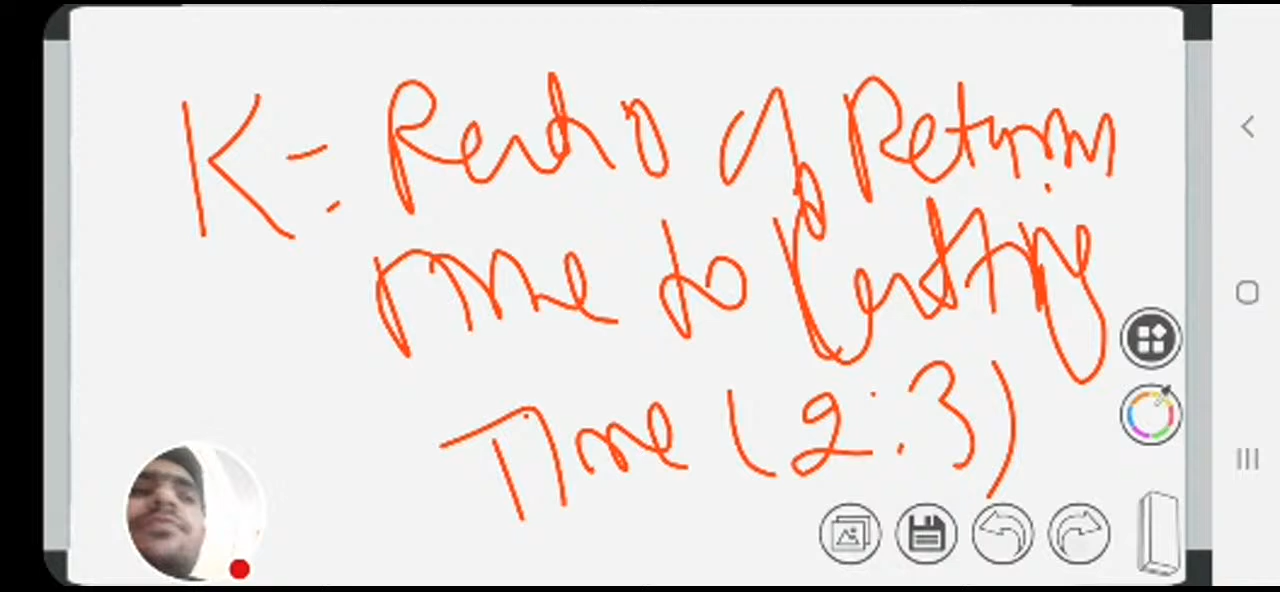 K = Ratio of Return
time to Cutting
Time (2:3)